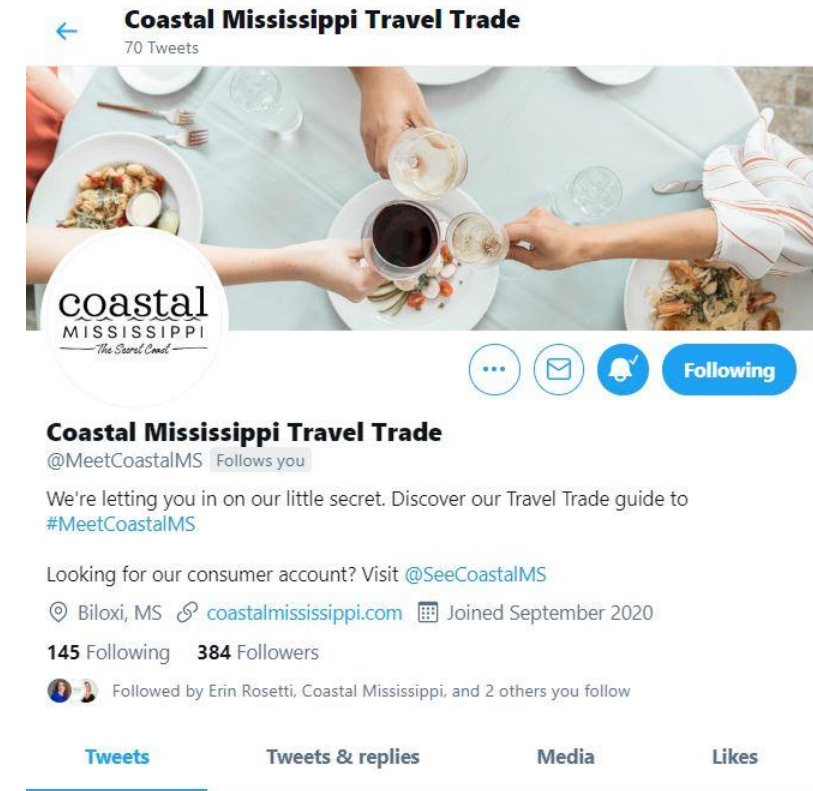 Coastal Mississippi Travel Trade
70 Tweets
coastal
MISSISSIPPI
The Secret Coast
Following
Coastal Mississippi Travel Trade
@MeetCoastalMS Follows you
We're letting you in on our little secret. Discover our Travel Trade guide to
#MeetCoastalMS
Looking for our consumer account? Visit @SeeCoastalMS
Biloxi, MS coastalmississippi.com Joined September 2020
145 Following 384 Followers
Followed by Erin Rosetti, Coastal Mississippi, and 2 others you follow
Tweets Tweets & replies Media Likes